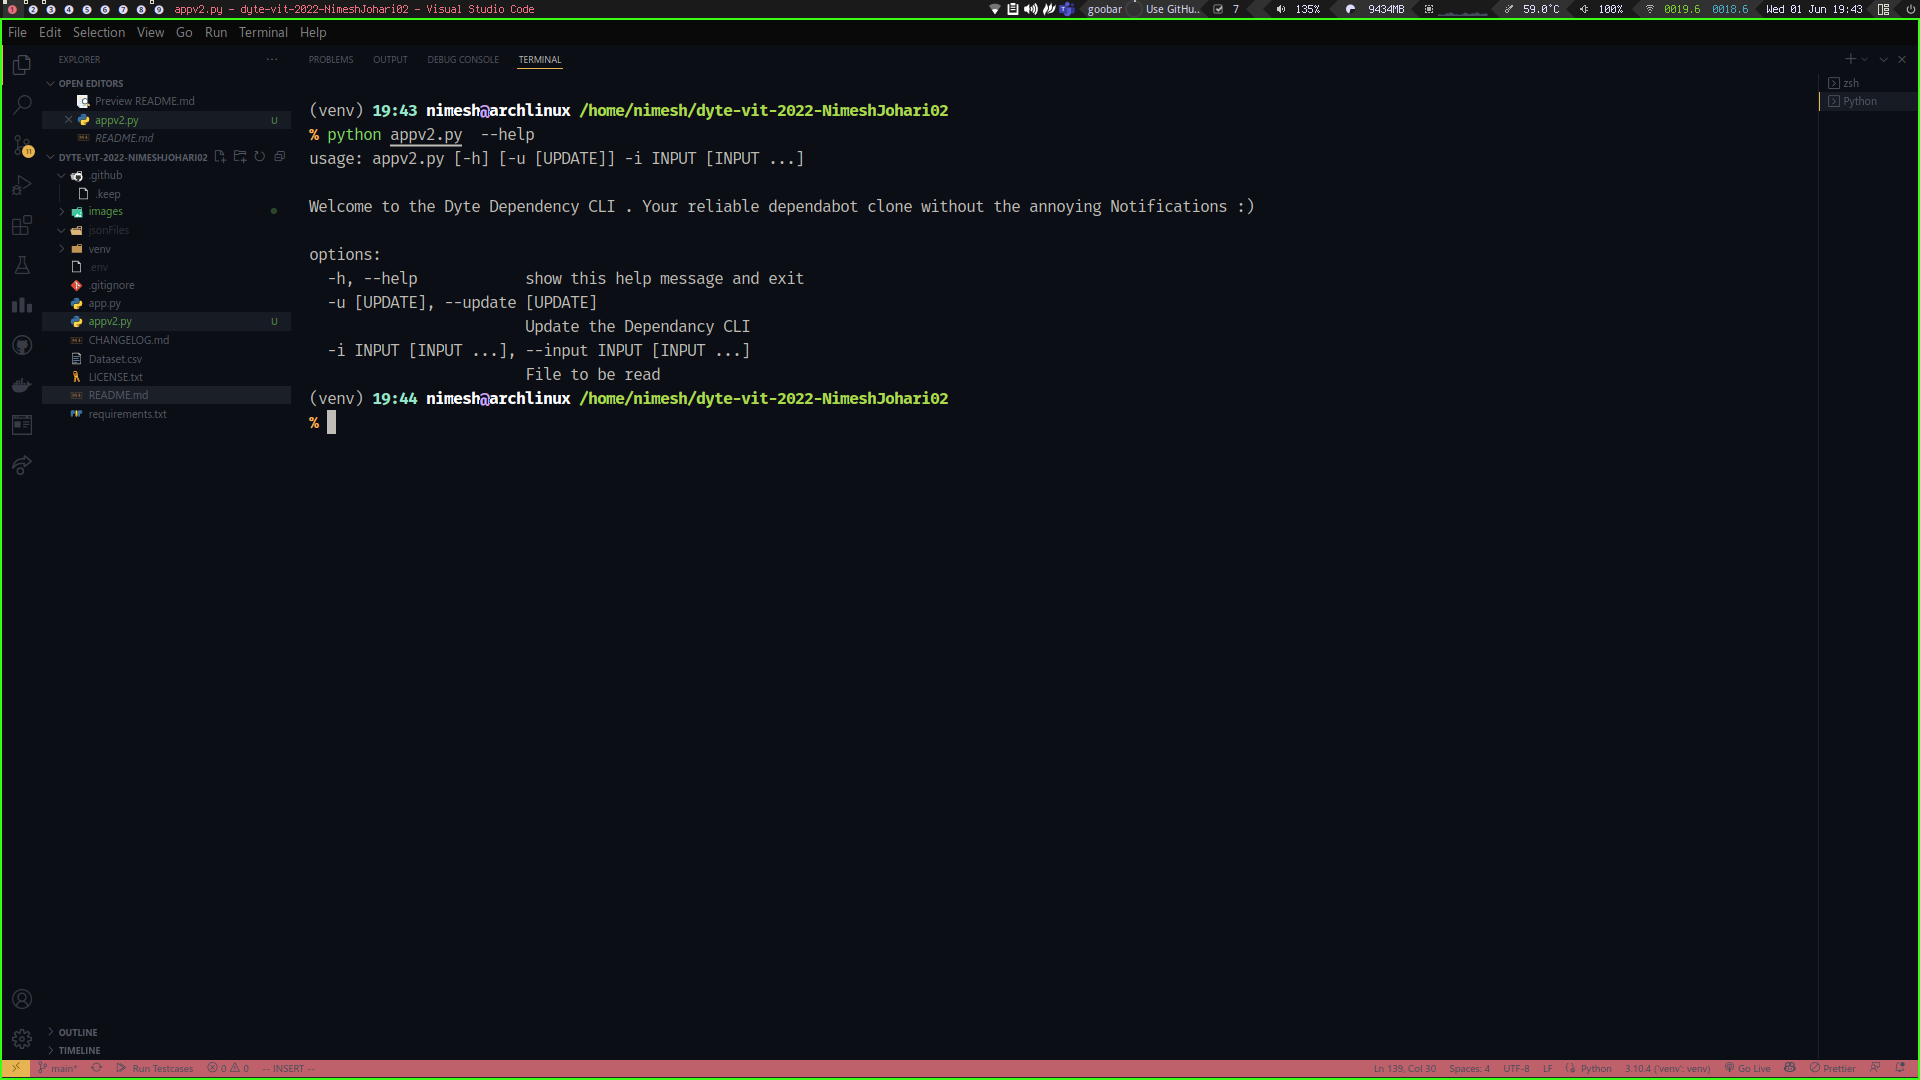 1 2 3 4 5 6 7 8 9 appv2.py - dyte-vit-2022-NimeshJohari02 - Visual Studio Code goobar Use GitHu.. 7 135% 9434MB 59.0°C 100% 0019.6 0018.6 Wed 01 Jun 19:43
File Edit Selection View Go Run Terminal Help
EXPLORER ···
OPEN EDITORS
Preview README.md
appv2.py U
README.md
DYTE-VIT-2022-NIMESHJOHARI02
.github
.keep
images
jsonFiles
venv
.env
.gitignore
app.py
appv2.py U
CHANGELOG.md
Dataset.csv
LICENSE.txt
README.md
requirements.txt
11
OUTLINE
TIMELINE
PROBLEMS OUTPUT DEBUG CONSOLE TERMINAL
(venv) 19:43 nimesh@archlinux /home/nimesh/dyte-vit-2022-NimeshJohari02
% python appv2.py  --help
usage: appv2.py [-h] [-u [UPDATE]] -i INPUT [INPUT ...]
Welcome to the Dyte Dependency CLI . Your reliable dependabot clone without the annoying Notifications :)
options:
-h, --help            show this help message and exit
-u [UPDATE], --update [UPDATE]
Update the Dependancy CLI
-i INPUT [INPUT ...], --input INPUT [INPUT ...]
File to be read
(venv) 19:44 nimesh@archlinux /home/nimesh/dyte-vit-2022-NimeshJohari02
%
zsh
Python
main* Run Testcases 0 0 -- INSERT -- Ln 139, Col 30 Spaces: 4 UTF-8 LF Python 3.10.4 ('venv': venv) Go Live Prettier